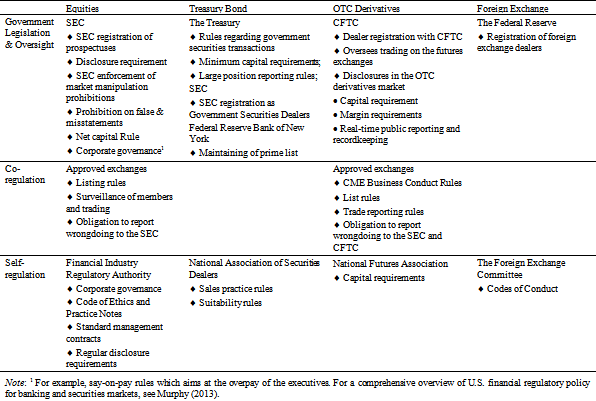 Equities Treasury Bond OTC Derivatives Foreign Exchange
Government Legislation & Oversight
SEC
♦ SEC registration of prospectuses
♦ Disclosure requirement
♦ SEC enforcement of market manipulation prohibitions
♦ Prohibition on false & misstatements
♦ Net capital Rule
♦ Corporate governance¹
The Treasury
♦ Rules regarding government securities transactions
♦ Minimum capital requirements;
♦ Large position reporting rules;
SEC
♦ SEC registration as Government Securities Dealers
Federal Reserve Bank of New York
♦ Maintaining of prime list
CFTC
♦ Dealer registration with CFTC
♦ Oversees trading on the futures exchanges
♦ Disclosures in the OTC derivatives market
● Capital requirement
● Margin requirements
● Real-time public reporting and recordkeeping
The Federal Reserve
♦ Registration of foreign exchange dealers
Co-regulation
Approved exchanges
♦ Listing rules
♦ Surveillance of members and trading
♦ Obligation to report wrongdoing to the SEC
Approved exchanges
♦ CME Business Conduct Rules
♦ List rules
♦ Trade reporting rules
♦ Obligation to report wrongdoing to the SEC and CFTC
Self-regulation
Financial Industry Regulatory Authority
♦ Corporate governance
♦ Code of Ethics and Practice Notes
♦ Standard management contracts
♦ Regular disclosure requirements
National Association of Securities Dealers
♦ Sales practice rules
♦ Suitability rules
National Futures Association
♦ Capital requirements
The Foreign Exchange Committee
♦ Codes of Conduct
Note: ¹ For example, say-on-pay rules which aims at the overpay of the executives. For a comprehensive overview of U.S. financial regulatory policy
for banking and securities markets, see Murphy (2013).